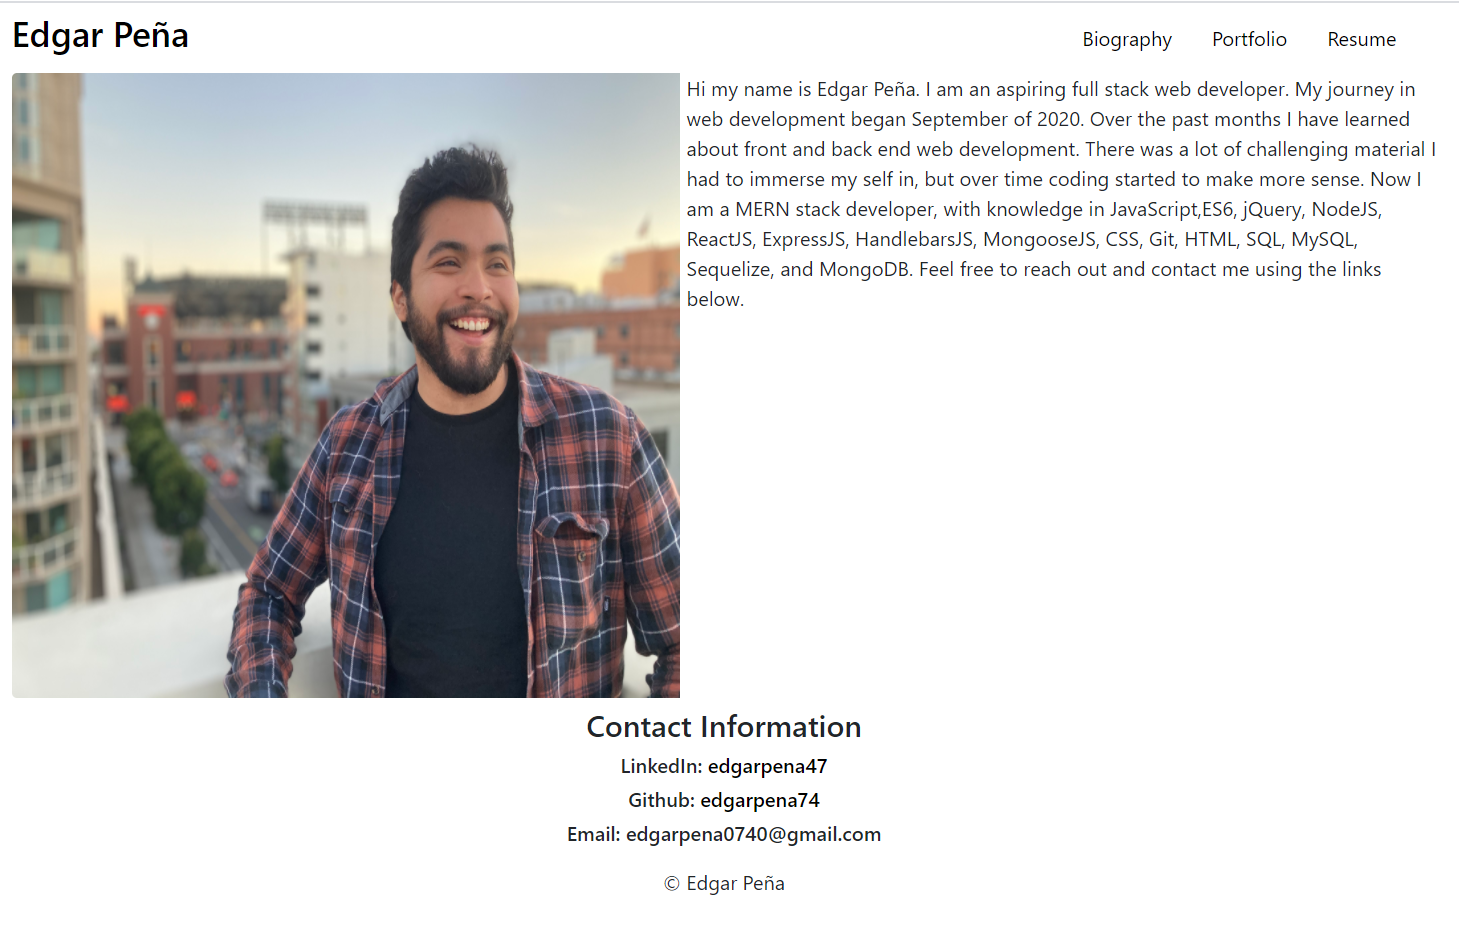 Edgar Peña
Biography Portfolio Resume
Hi my name is Edgar Peña. I am an aspiring full stack web developer. My journey in
web development began September of 2020. Over the past months I have learned
about front and back end web development. There was a lot of challenging material I
had to immerse my self in, but over time coding started to make more sense. Now I
am a MERN stack developer, with knowledge in JavaScript,ES6, jQuery, NodeJS,
ReactJS, ExpressJS, HandlebarsJS, MongooseJS, CSS, Git, HTML, SQL, MySQL,
Sequelize, and MongoDB. Feel free to reach out and contact me using the links
below.
Contact Information
LinkedIn: edgarpena47
Github: edgarpena74
Email: edgarpena0740@gmail.com
© Edgar Peña